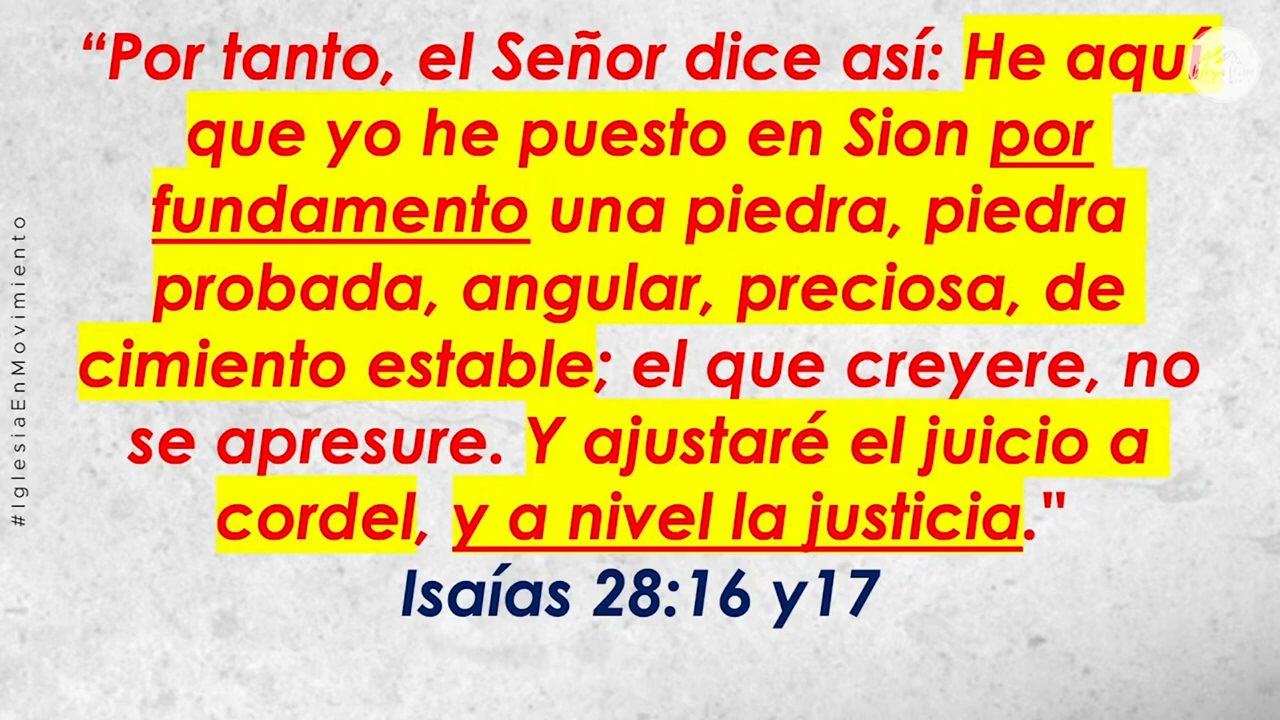 “Por tanto, el Señor dice así: He aquí
que yo he puesto en Sion por
fundamento una piedra, piedra
probada, angular, preciosa, de
cimiento estable; el que creyere, no
se apresure. Y ajustaré el juicio a
cordel, y a nivel la justicia."
Isaías 28:16 y17
#IglesiaEnMovimiento